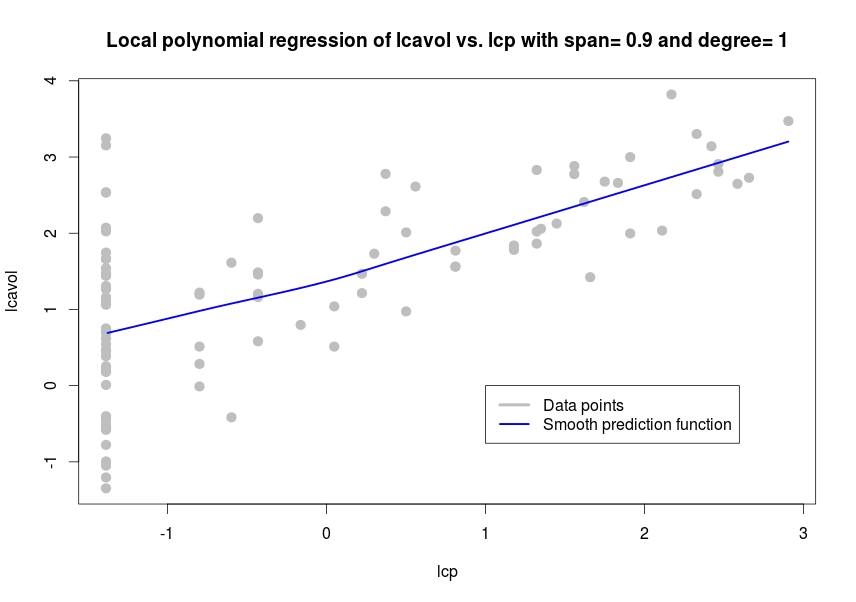 Local polynomial regression of lcavol vs. lcp with span= 0.9 and degree= 1
4
3
2
1
0
-1
lcavol
Data points
Smooth prediction function
-1
0
1
2
3
lcp